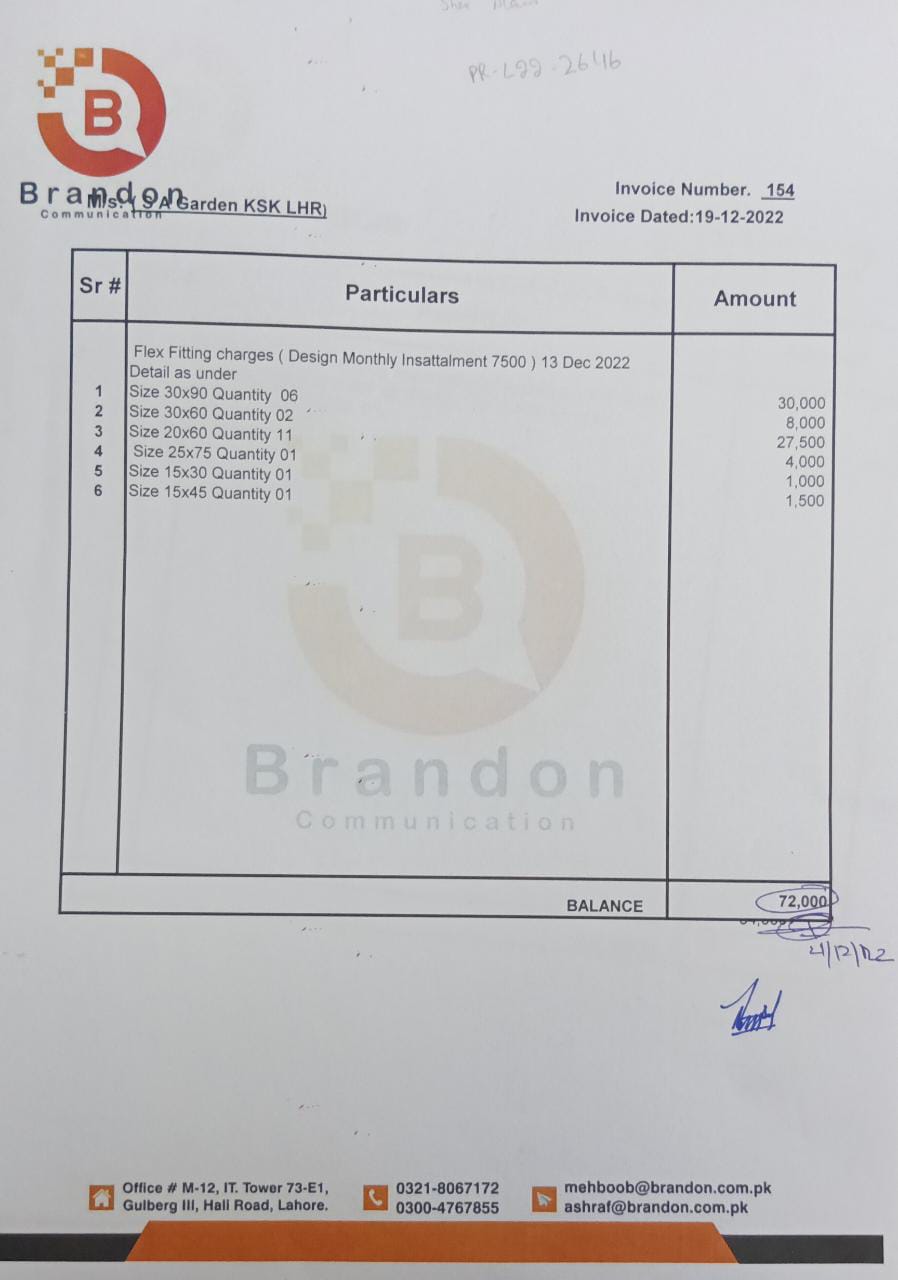 PR-L22-2646
B
Brandon
Communication
M/s. ( S A Garden KSK LHR)
Invoice Number. 154
Invoice Dated:19-12-2022
Sr # Particulars Amount
Flex Fitting charges ( Design Monthly Insattalment 7500 ) 13 Dec 2022
Detail as under
1 Size 30x90 Quantity 06 30,000
2 Size 30x60 Quantity 02 8,000
3 Size 20x60 Quantity 11 27,500
4 Size 25x75 Quantity 01 4,000
5 Size 15x30 Quantity 01 1,000
6 Size 15x45 Quantity 01 1,500
B
Brandon
Communication
BALANCE 72,000
21/12/22
Office # M-12, IT. Tower 73-E1,
Gulberg III, Hali Road, Lahore.
0321-8067172
0300-4767855
mehboob@brandon.com.pk
ashraf@brandon.com.pk